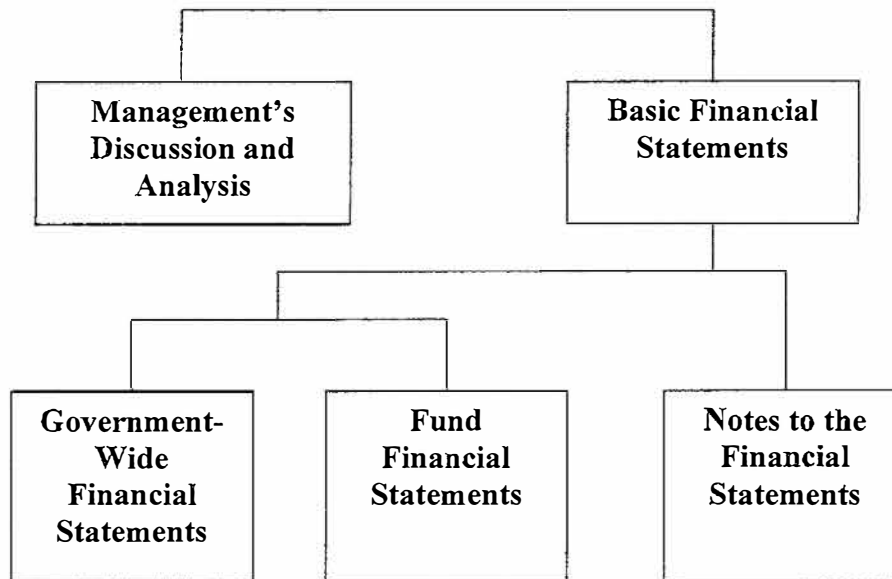 Management's
Discussion and
Analysis
Basic Financial
Statements
Government-
Wide
Financial
Statements
Fund
Financial
Statements
Notes to the
Financial
Statements